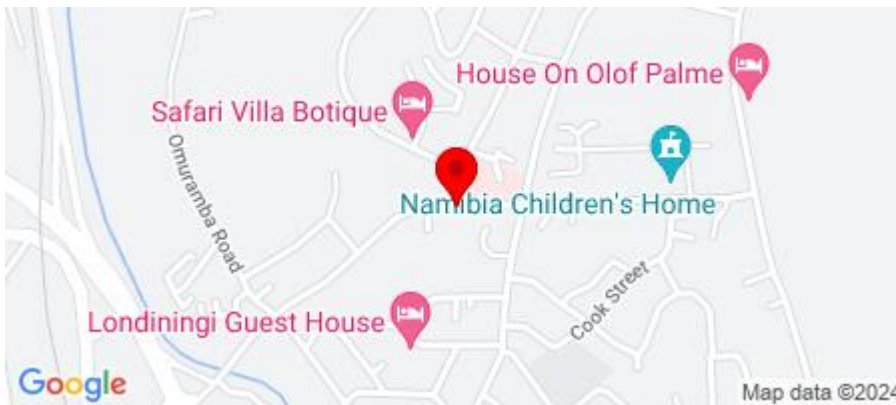 House On Olof Palme
Safari Villa Botique
Omuramba Road
Namibia Children's Home
Cook Street
Londiningi Guest House
Google
Map data ©2024